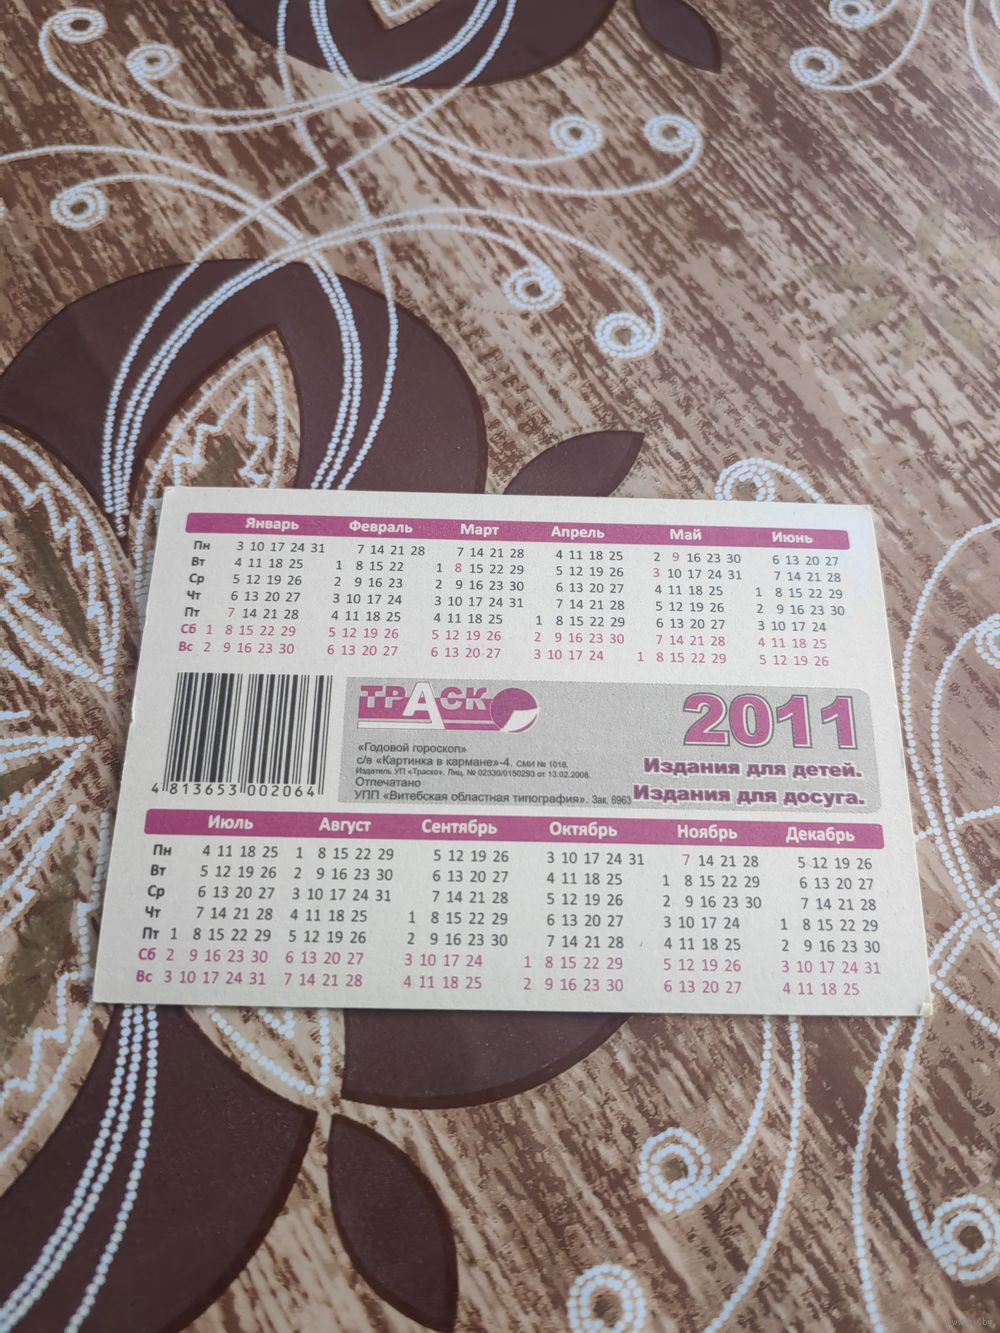 Январь Февраль Март Апрель Май Июнь
Пн 3 10 17 24 31 7 14 21 28 7 14 21 28 4 11 18 25 2 9 16 23 30 6 13 20 27
Вт 4 11 18 25 1 8 15 22 1 8 15 22 29 5 12 19 26 3 10 17 24 31 7 14 21 28
Ср 5 12 19 26 2 9 16 23 2 9 16 23 30 6 13 20 27 4 11 18 25 1 8 15 22 29
Чт 6 13 20 27 3 10 17 24 3 10 17 24 31 7 14 21 28 5 12 19 26 2 9 16 23 30
Пт 7 14 21 28 4 11 18 25 4 11 18 25 1 8 15 22 29 6 13 20 27 3 10 17 24
Сб 1 8 15 22 29 5 12 19 26 5 12 19 26 2 9 16 23 30 7 14 21 28 4 11 18 25
Вс 2 9 16 23 30 6 13 20 27 6 13 20 27 3 10 17 24 1 8 15 22 29 5 12 19 26
ТРАСКО
2011
«Годовой гороскоп»
с/в «Картинка в кармане»-4. СМИ № 1018.
Издатель УП «Траско». Лиц. № 02330/0150293 от 13.02.2008.
Отпечатано
УПП «Витебская областная типография». Зак. 6963
Издания для детей.
Издания для досуга.
4 813653 002064
Июль Август Сентябрь Октябрь Ноябрь Декабрь
Пн 4 11 18 25 1 8 15 22 29 5 12 19 26 3 10 17 24 31 7 14 21 28 5 12 19 26
Вт 5 12 19 26 2 9 16 23 30 6 13 20 27 4 11 18 25 1 8 15 22 29 6 13 20 27
Ср 6 13 20 27 3 10 17 24 31 7 14 21 28 5 12 19 26 2 9 16 23 30 7 14 21 28
Чт 7 14 21 28 4 11 18 25 1 8 15 22 29 6 13 20 27 3 10 17 24 1 8 15 22 29
Пт 1 8 15 22 29 5 12 19 26 2 9 16 23 30 7 14 21 28 4 11 18 25 2 9 16 23 30
Сб 2 9 16 23 30 6 13 20 27 3 10 17 24 1 8 15 22 29 5 12 19 26 3 10 17 24 31
Вс 3 10 17 24 31 7 14 21 28 4 11 18 25 2 9 16 23 30 6 13 20 27 4 11 18 25